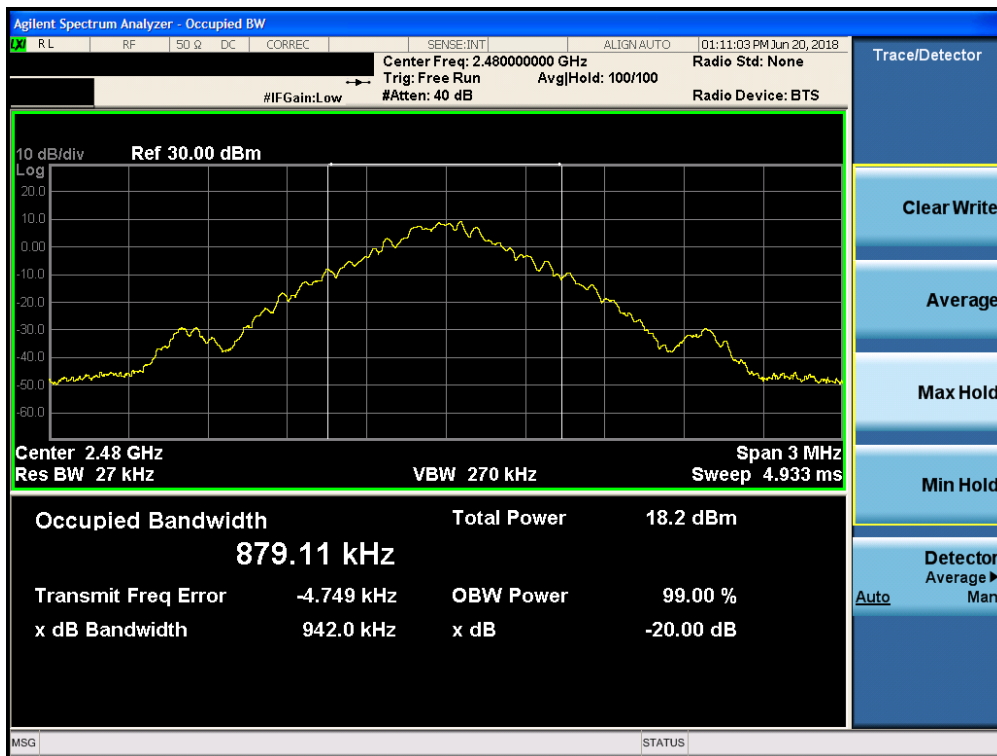 Agilent Spectrum Analyzer - Occupied BW
LXI RL RF 50 Ω DC CORREC SENSE:INT ALIGN AUTO 01:11:03 PM Jun 20, 2018
Center Freq: 2.480000000 GHz Radio Std: None
Trig: Free Run Avg|Hold: 100/100
#IFGain:Low #Atten: 40 dB Radio Device: BTS
10 dB/div Ref 30.00 dBm
Log
20.0
10.0
0.00
-10.0
-20.0
-30.0
-40.0
-50.0
-60.0
Center 2.48 GHz Span 3 MHz
Res BW 27 kHz VBW 270 kHz Sweep 4.933 ms
Occupied Bandwidth Total Power 18.2 dBm
879.11 kHz
Transmit Freq Error -4.749 kHz OBW Power 99.00 %
x dB Bandwidth 942.0 kHz x dB -20.00 dB
MSG STATUS
Trace/Detector
Clear Write
Average
Max Hold
Min Hold
Detector
Average
Auto Man